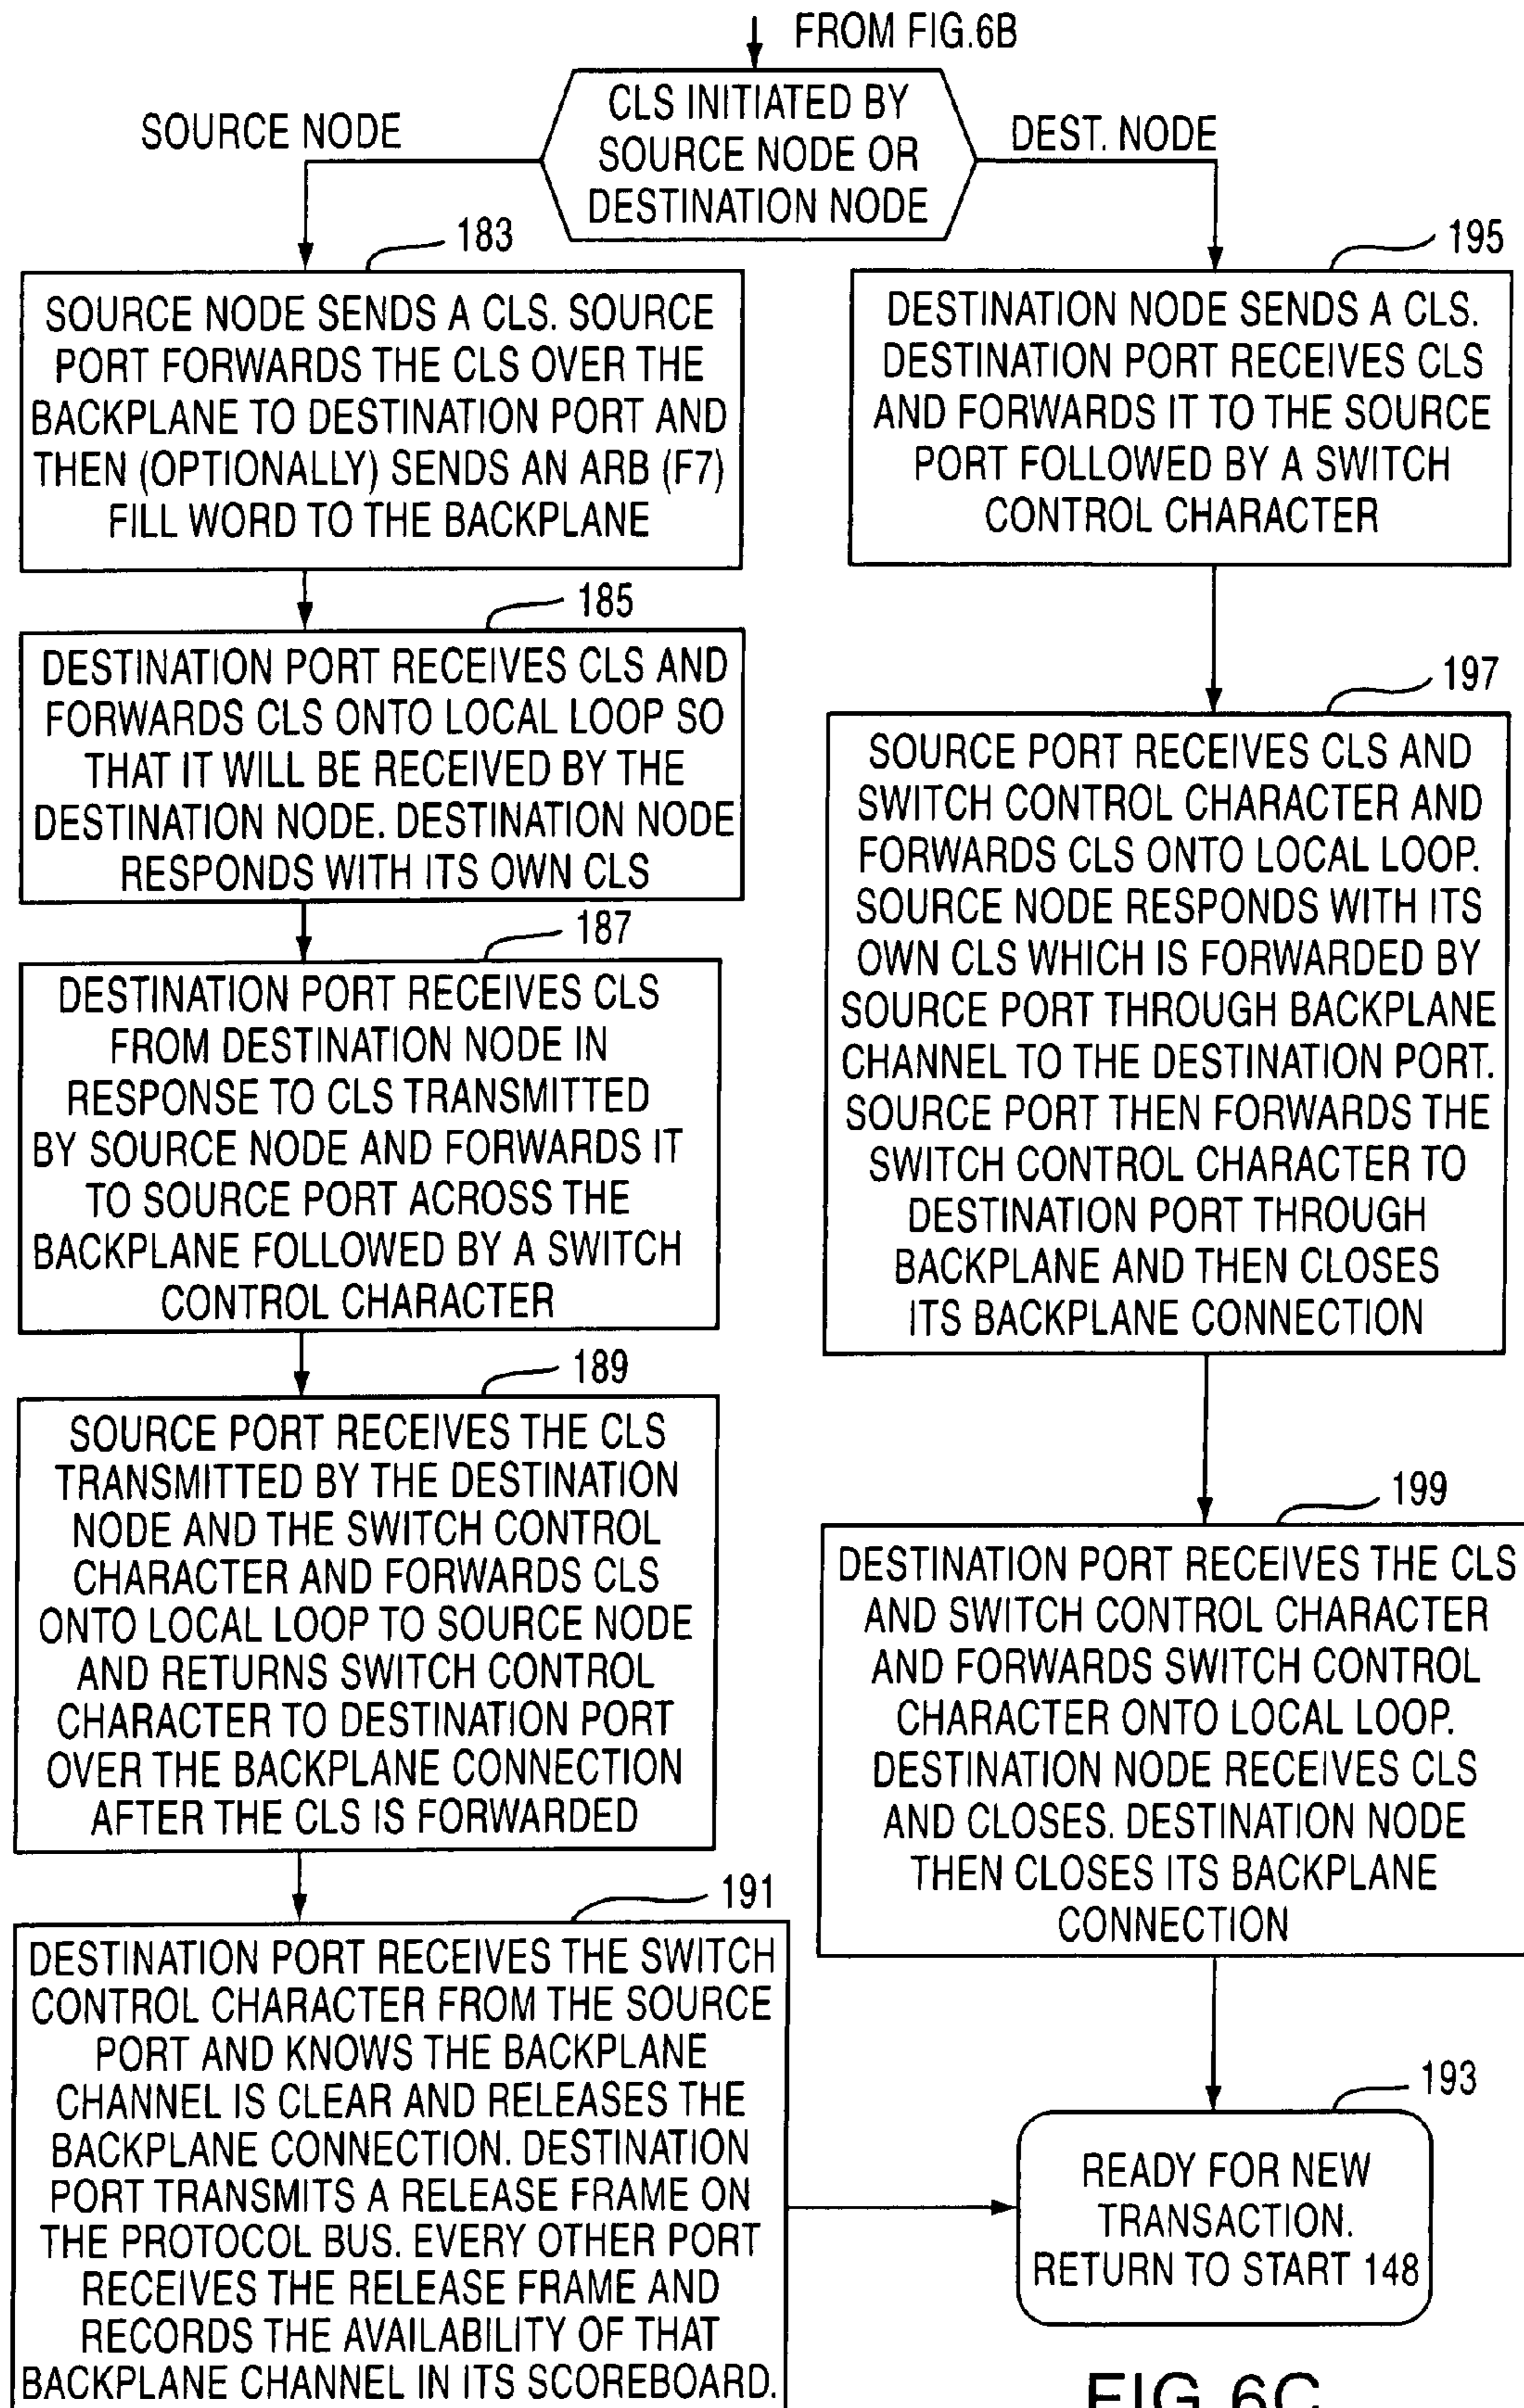 FROM FIG.6B
CLS INITIATED BY
SOURCE NODE OR
DESTINATION NODE
SOURCE NODE
DEST. NODE
183
SOURCE NODE SENDS A CLS. SOURCE
PORT FORWARDS THE CLS OVER THE
BACKPLANE TO DESTINATION PORT AND
THEN (OPTIONALLY) SENDS AN ARB (F7)
FILL WORD TO THE BACKPLANE
185
DESTINATION PORT RECEIVES CLS AND
FORWARDS CLS ONTO LOCAL LOOP SO
THAT IT WILL BE RECEIVED BY THE
DESTINATION NODE. DESTINATION NODE
RESPONDS WITH ITS OWN CLS
187
DESTINATION PORT RECEIVES CLS
FROM DESTINATION NODE IN
RESPONSE TO CLS TRANSMITTED
BY SOURCE NODE AND FORWARDS IT
TO SOURCE PORT ACROSS THE
BACKPLANE FOLLOWED BY A SWITCH
CONTROL CHARACTER
189
SOURCE PORT RECEIVES THE CLS
TRANSMITTED BY THE DESTINATION
NODE AND THE SWITCH CONTROL
CHARACTER AND FORWARDS CLS
ONTO LOCAL LOOP TO SOURCE NODE
AND RETURNS SWITCH CONTROL
CHARACTER TO DESTINATION PORT
OVER THE BACKPLANE CONNECTION
AFTER THE CLS IS FORWARDED
191
DESTINATION PORT RECEIVES THE SWITCH
CONTROL CHARACTER FROM THE SOURCE
PORT AND KNOWS THE BACKPLANE
CHANNEL IS CLEAR AND RELEASES THE
BACKPLANE CONNECTION. DESTINATION
PORT TRANSMITS A RELEASE FRAME ON
THE PROTOCOL BUS. EVERY OTHER PORT
RECEIVES THE RELEASE FRAME AND
RECORDS THE AVAILABILITY OF THAT
BACKPLANE CHANNEL IN ITS SCOREBOARD.
195
DESTINATION NODE SENDS A CLS.
DESTINATION PORT RECEIVES CLS
AND FORWARDS IT TO THE SOURCE
PORT FOLLOWED BY A SWITCH
CONTROL CHARACTER
197
SOURCE PORT RECEIVES CLS AND
SWITCH CONTROL CHARACTER AND
FORWARDS CLS ONTO LOCAL LOOP.
SOURCE NODE RESPONDS WITH ITS
OWN CLS WHICH IS FORWARDED BY
SOURCE PORT THROUGH BACKPLANE
CHANNEL TO THE DESTINATION PORT.
SOURCE PORT THEN FORWARDS THE
SWITCH CONTROL CHARACTER TO
DESTINATION PORT THROUGH
BACKPLANE AND THEN CLOSES
ITS BACKPLANE CONNECTION
199
DESTINATION PORT RECEIVES THE CLS
AND SWITCH CONTROL CHARACTER
AND FORWARDS SWITCH CONTROL
CHARACTER ONTO LOCAL LOOP.
DESTINATION NODE RECEIVES CLS
AND CLOSES. DESTINATION NODE
THEN CLOSES ITS BACKPLANE
CONNECTION
193
READY FOR NEW
TRANSACTION.
RETURN TO START 148
FIG.6C